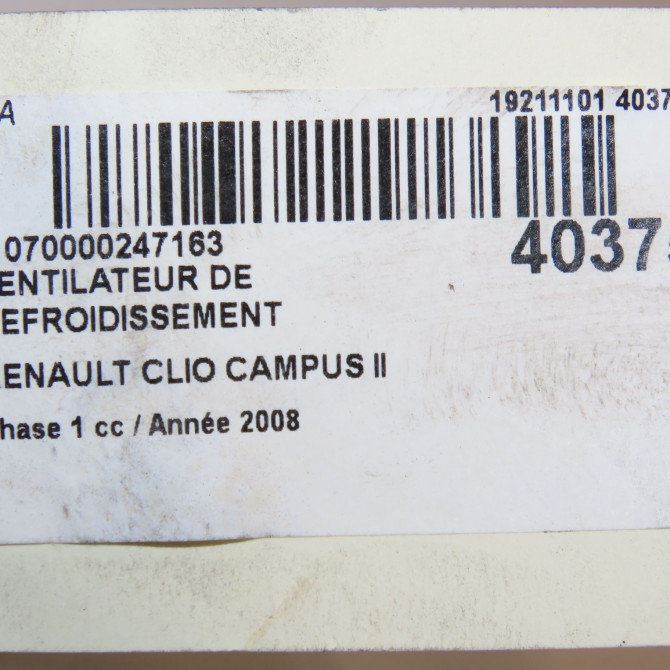 A
19211101 4037
070000247163
4037
ENTILATEUR DE
EFROIDISSEMENT
ENAULT CLIO CAMPUS II
hase 1 cc / Année 2008